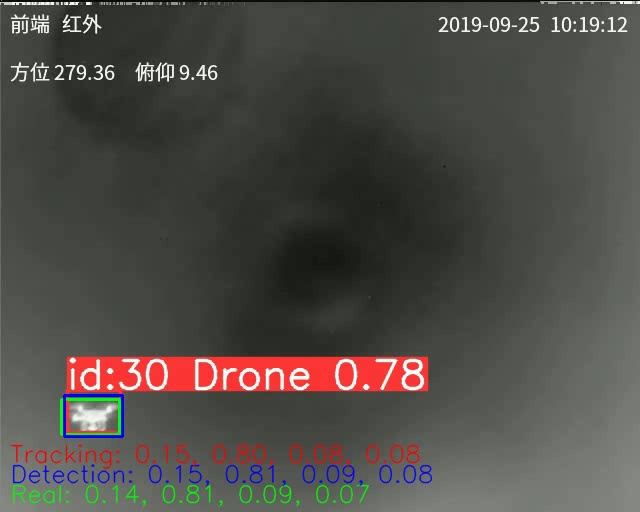 前端 红外
2019-09-25 10:19:12
方位 279.36 俯仰 9.46
id:30 Drone 0.78
Tracking: 0.15, 0.80, 0.08, 0.08
Detection: 0.15, 0.81, 0.09, 0.08
Real: 0.14, 0.81, 0.09, 0.07